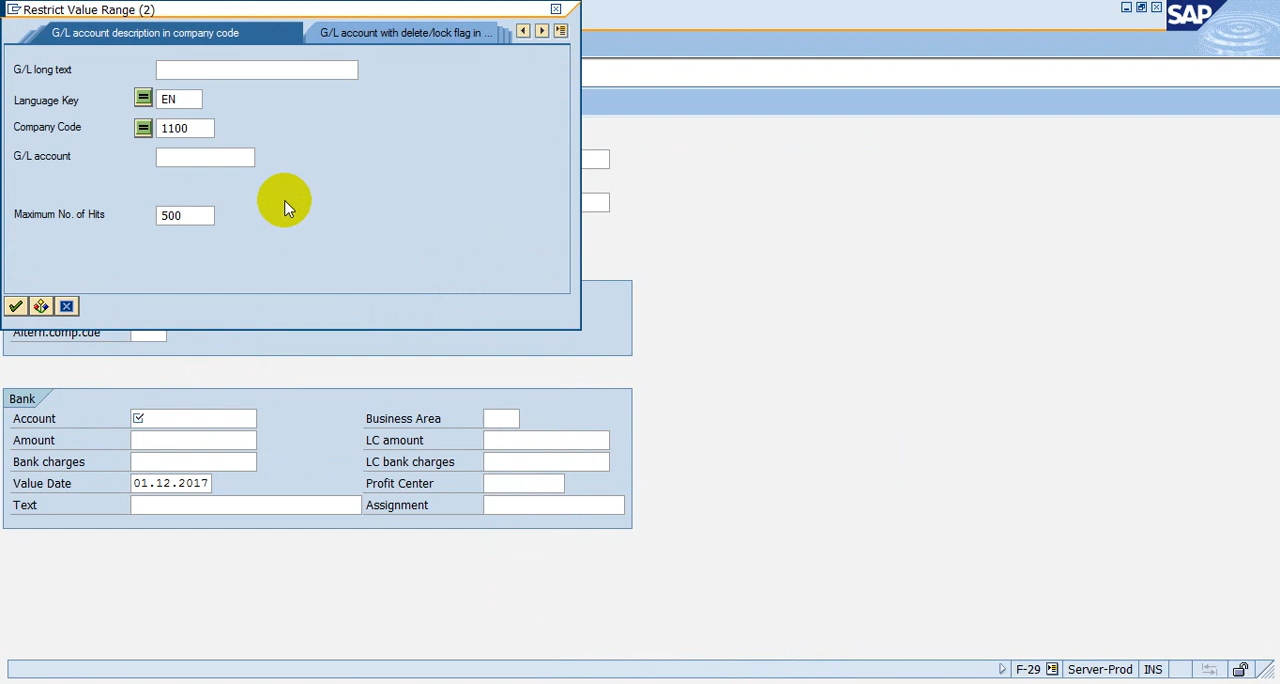 Restrict Value Range (2)
SAP
G/L account description in company code
G/L account with delete/lock flag in ...
G/L long text
Language Key EN
Company Code 1100
G/L account
Maximum No. of Hits 500
Altern.comp.cde
Bank
Account Business Area
Amount LC amount
Bank charges LC bank charges
Value Date 01.12.2017 Profit Center
Text Assignment
F-29 Server-Prod INS